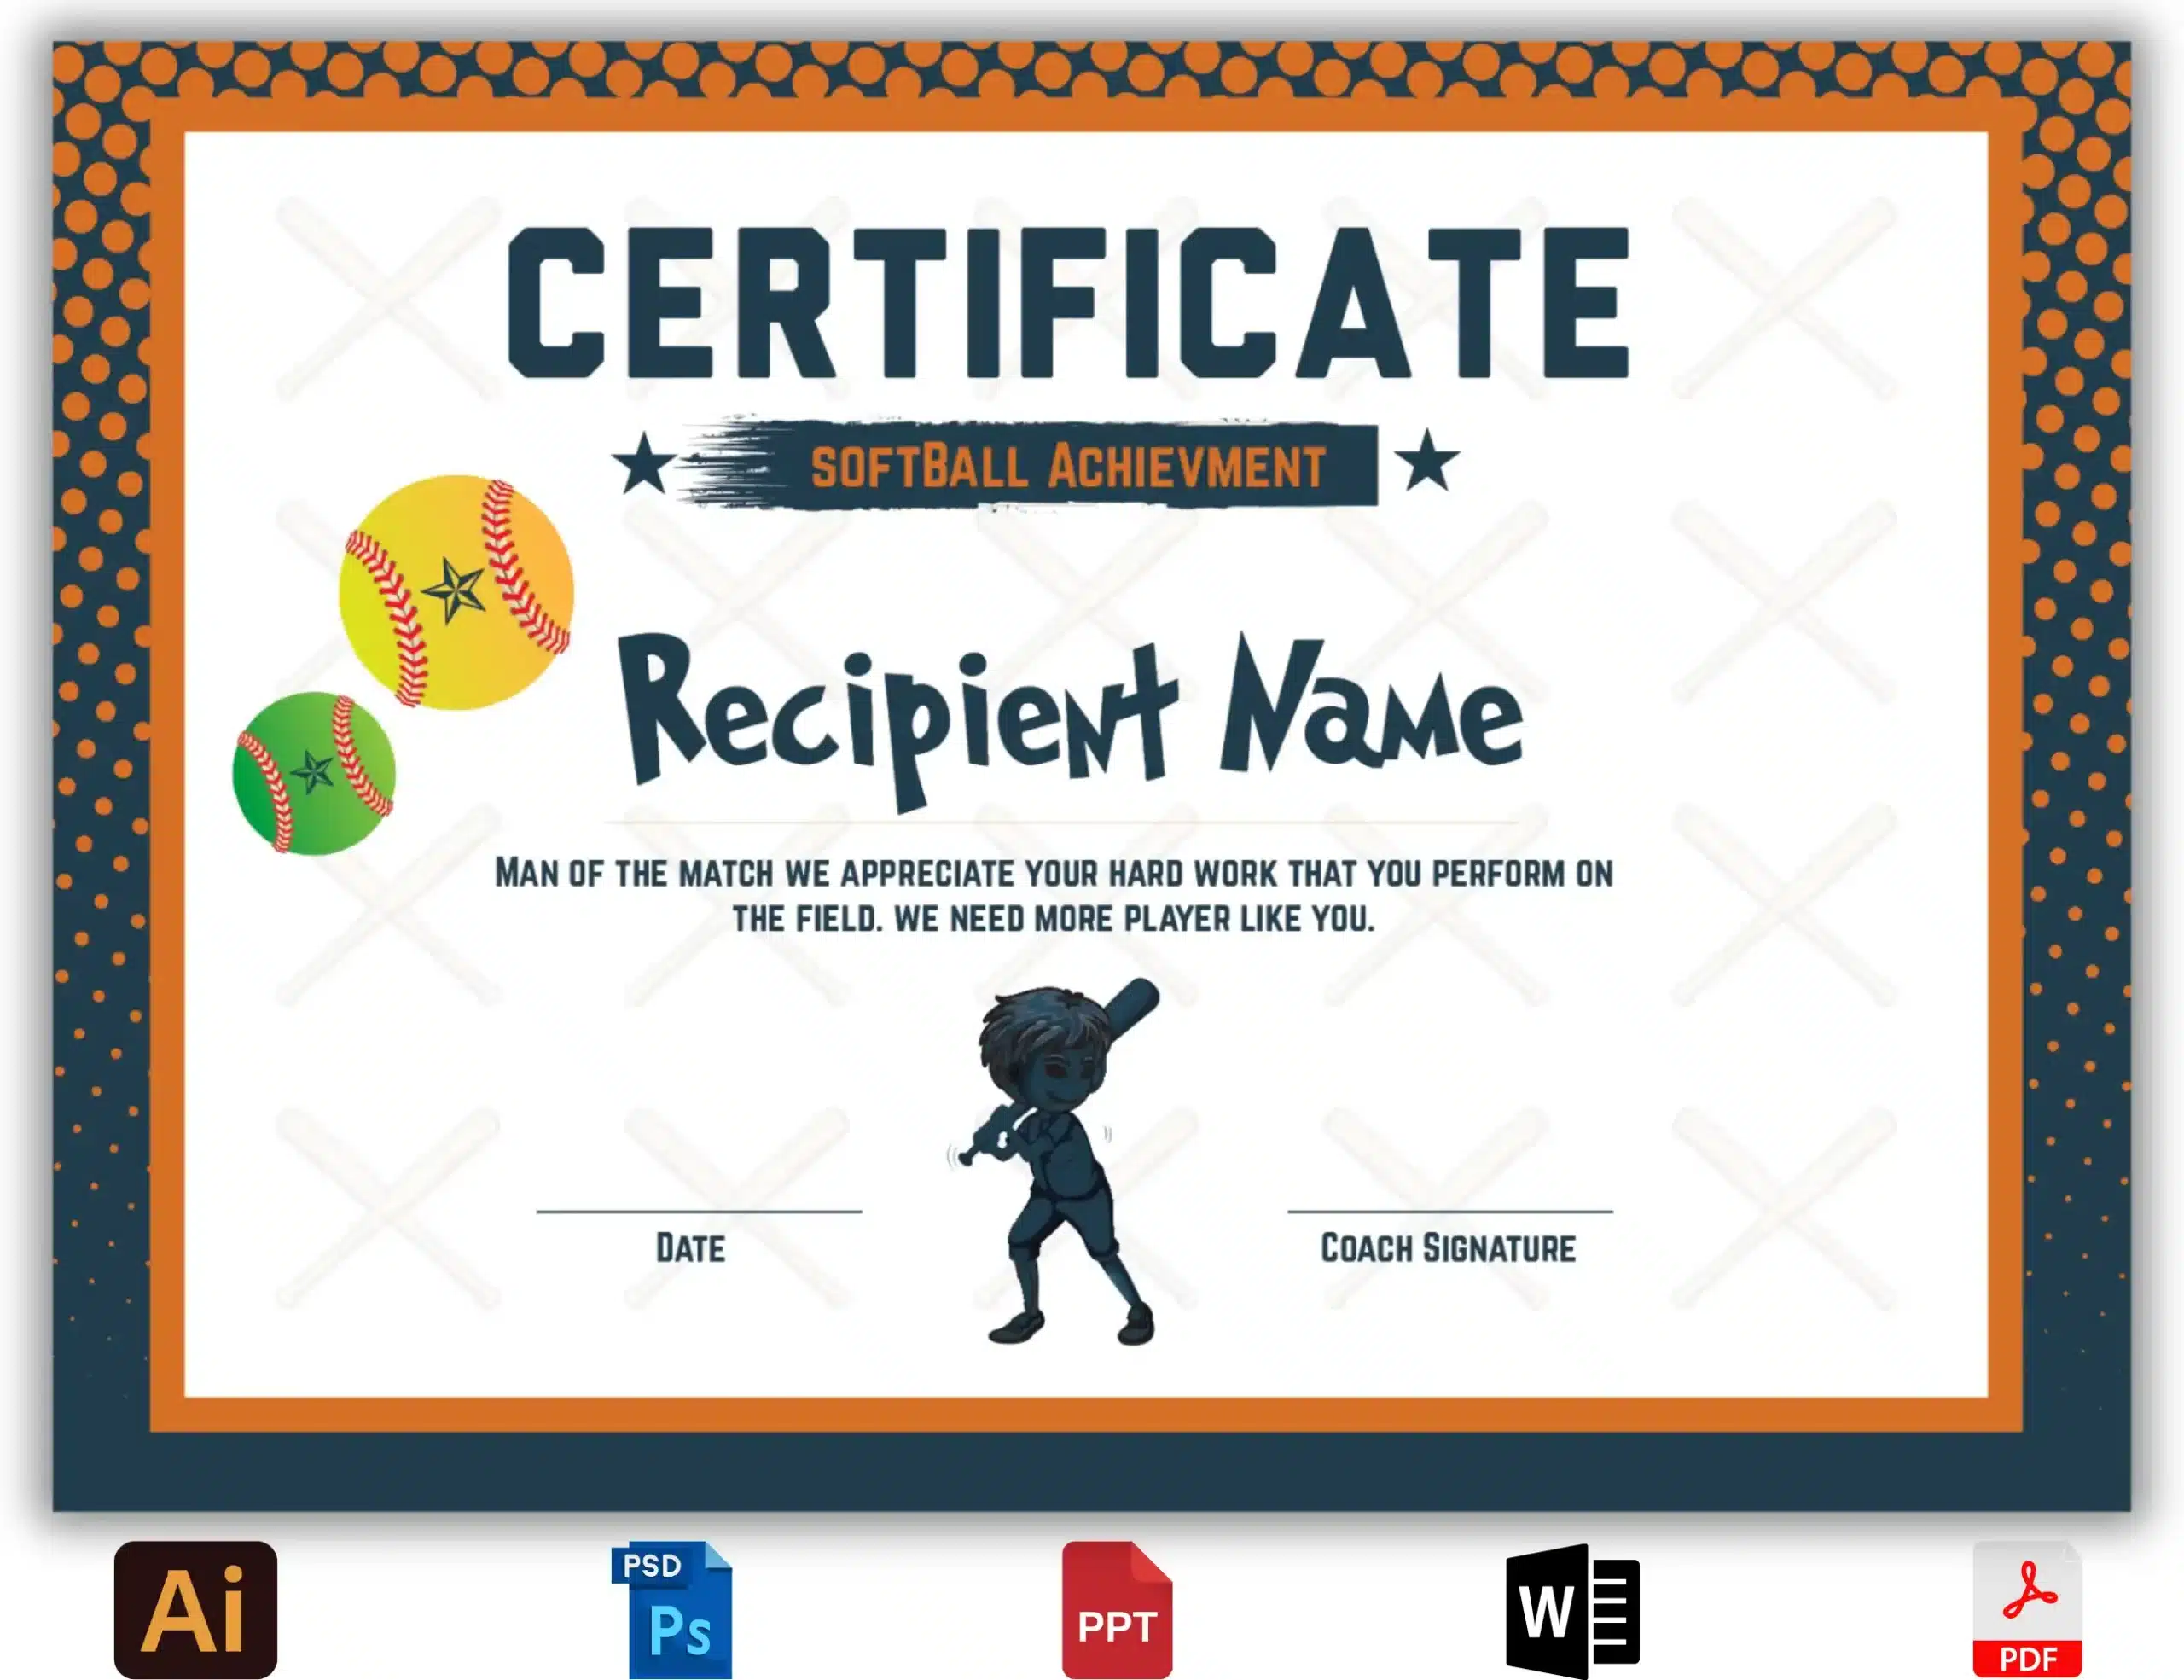 CERTIFICATE
SOFTBALL ACHIEVMENT
Recipient Name
MAN OF THE MATCH WE APPRECIATE YOUR HARD WORK THAT YOU PERFORM ON
THE FIELD. WE NEED MORE PLAYER LIKE YOU.
DATE
COACH SIGNATURE
Ai
PSD
Ps
PPT
W
PDF